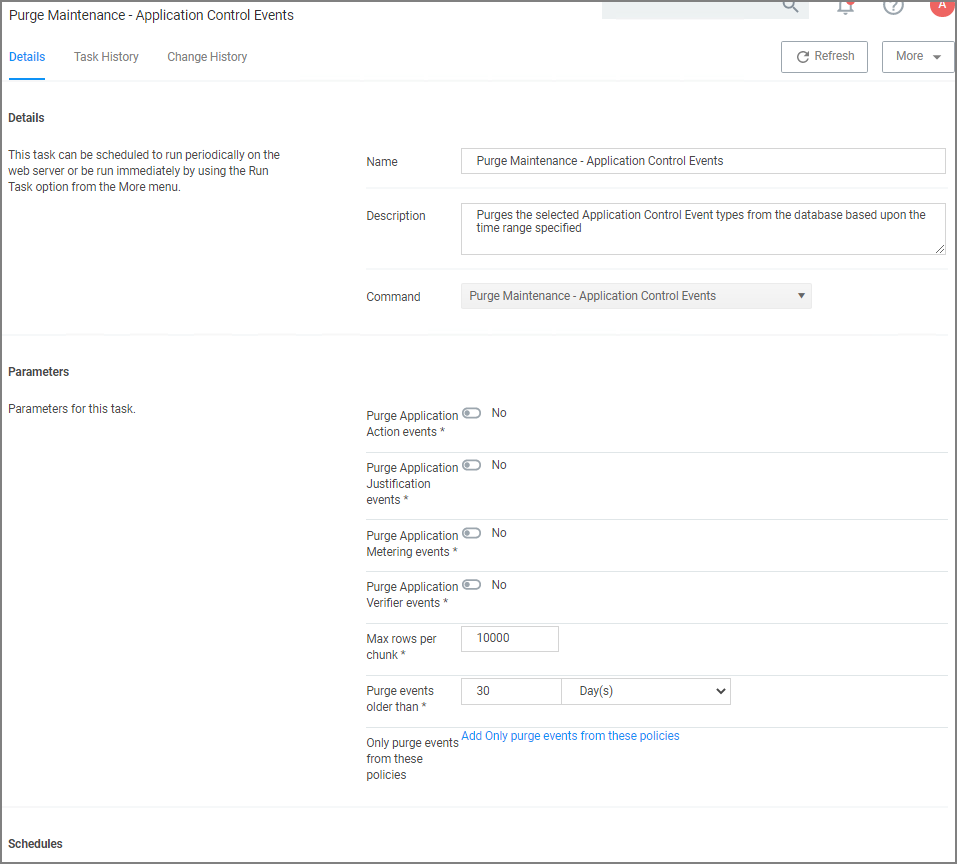 Purge Maintenance - Application Control Events
A
Details
Task History
Change History
Refresh
More
Details
This task can be scheduled to run periodically on the
web server or be run immediately by using the Run
Task option from the More menu.
Name
Purge Maintenance - Application Control Events
Description
Purges the selected Application Control Event types from the database based upon the
time range specified
Command
Purge Maintenance - Application Control Events
Parameters
Parameters for this task.
Purge Application
Action events *
No
Purge Application
Justification
events *
No
Purge Application
Metering events *
No
Purge Application
Verifier events *
No
Max rows per
chunk *
10000
Purge events
older than *
30
Day(s)
Only purge events
from these
policies
Add Only purge events from these policies
Schedules